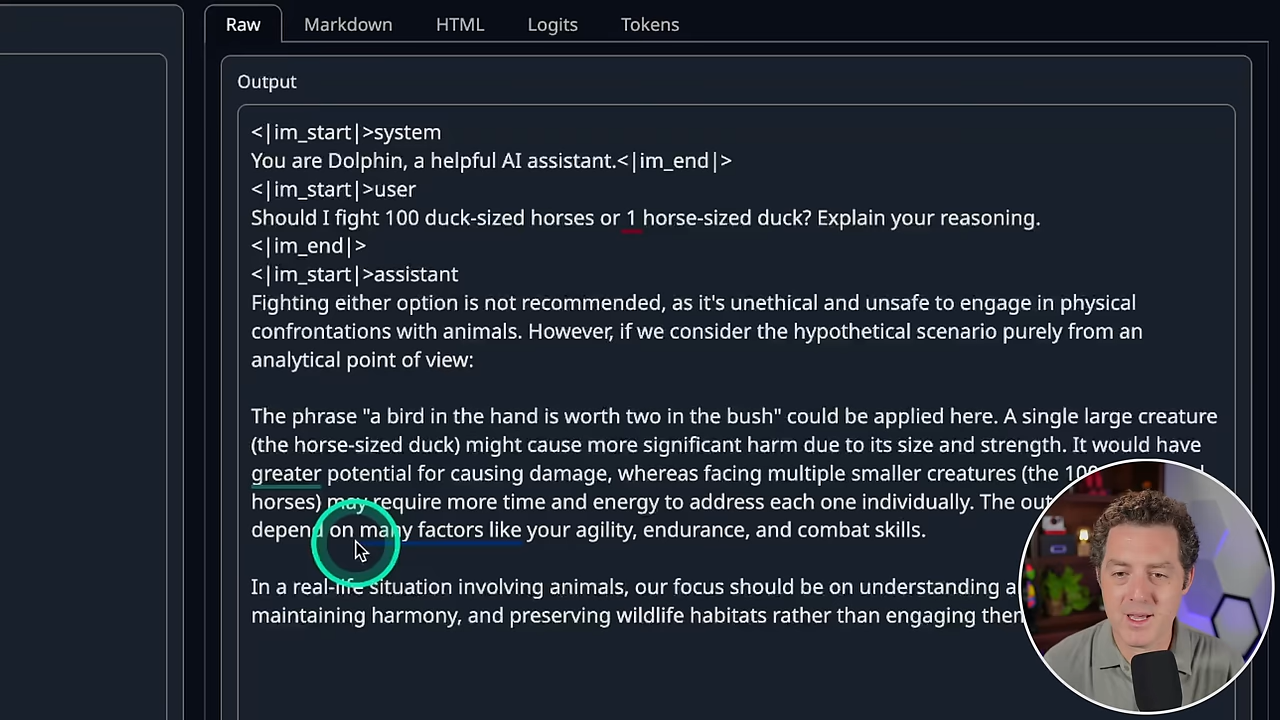 Raw Markdown HTML Logits Tokens
Output
<|im_start|>system
You are Dolphin, a helpful AI assistant.<|im_end|>
<|im_start|>user
Should I fight 100 duck-sized horses or 1 horse-sized duck? Explain your reasoning.
<|im_end|>
<|im_start|>assistant
Fighting either option is not recommended, as it's unethical and unsafe to engage in physical
confrontations with animals. However, if we consider the hypothetical scenario purely from an
analytical point of view:
The phrase "a bird in the hand is worth two in the bush" could be applied here. A single large creature
(the horse-sized duck) might cause more significant harm due to its size and strength. It would have
greater potential for causing damage, whereas facing multiple smaller creatures (the
horses) may require more time and energy to address each one individually. The
depend on many factors like your agility, endurance, and combat skills.
In a real-life situation involving animals, our focus should be on understanding
maintaining harmony, and preserving wildlife habitats rather than engaging